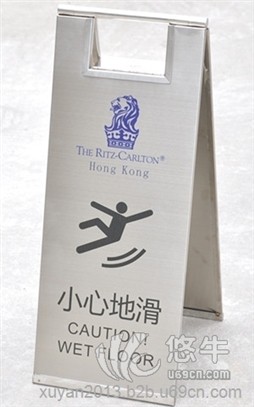 THE RITZ-CARLTON®
Hong Kong
小心地滑
CAUTION!
WET FLOOR
悠牛
u69cn.com
xuyan2013.b2b.u69cn.com